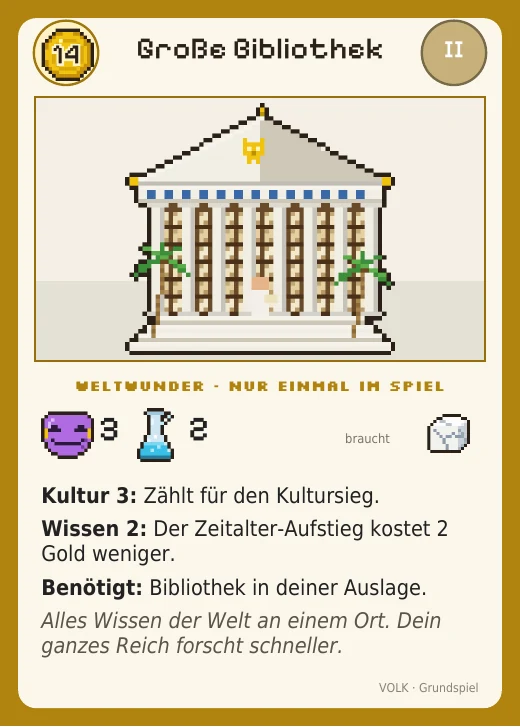 14
Große Bibliothek
II
WELTWUNDER - NUR EINMAL IM SPIEL
3
2
braucht
Kultur 3: Zählt für den Kultursieg.
Wissen 2: Der Zeitalter-Aufstieg kostet 2
Gold weniger.
Benötigt: Bibliothek in deiner Auslage.
Alles Wissen der Welt an einem Ort. Dein
ganzes Reich forscht schneller.
VOLK · Grundspiel